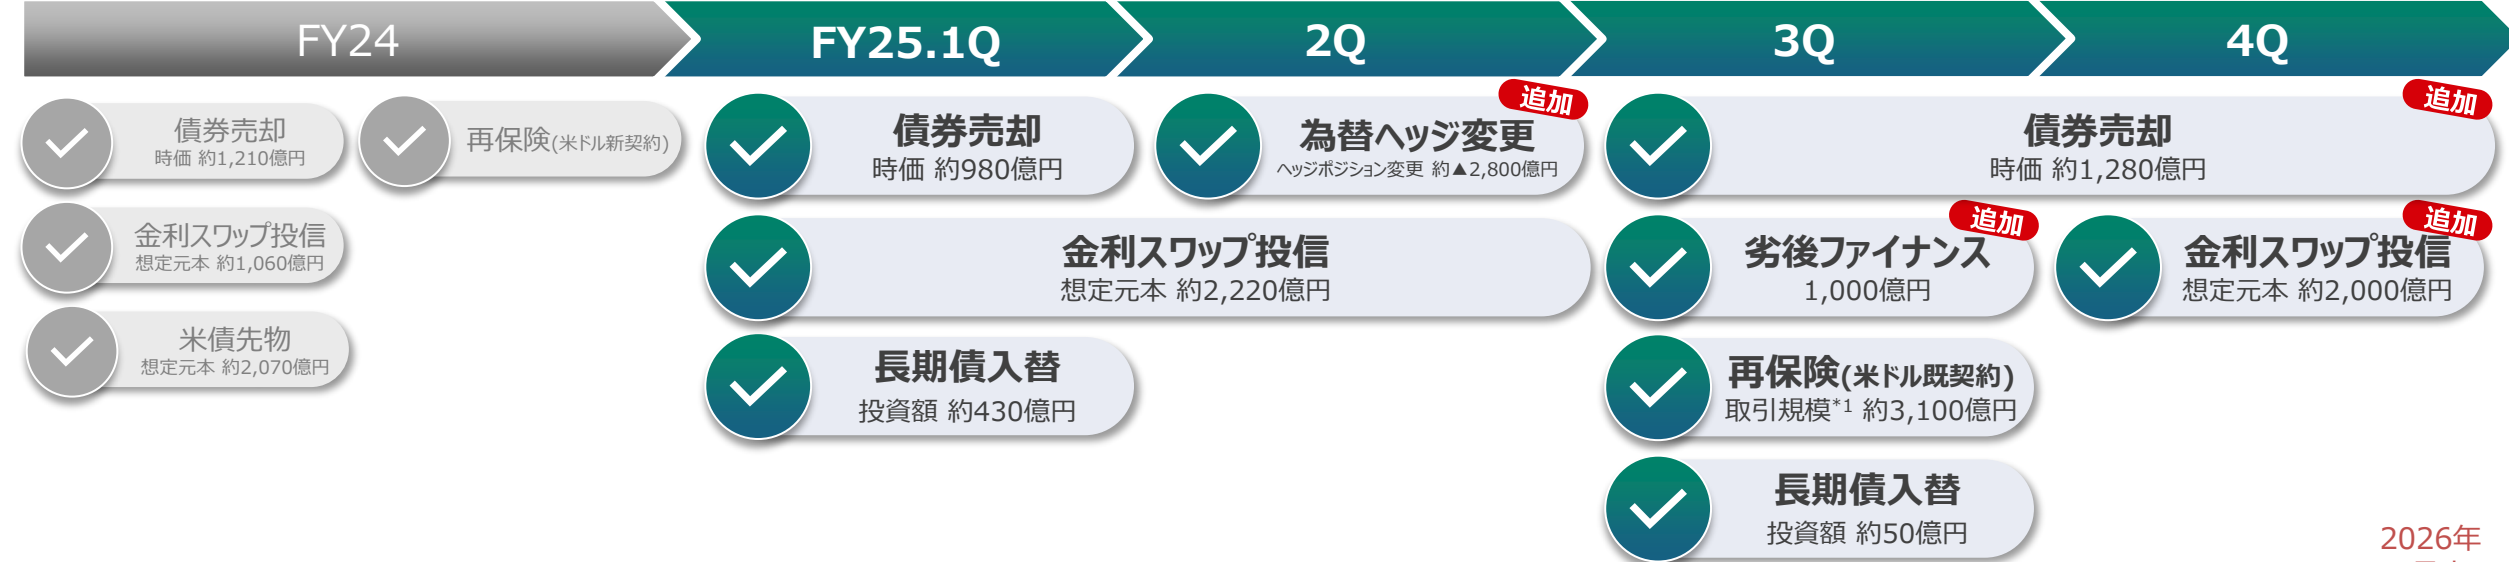 FY24
FY25.1Q
2Q
3Q
4Q
債券売却
時価 約1,210億円
再保険(米ドル新契約)
金利スワップ投信
想定元本 約1,060億円
米債先物
想定元本 約2,070億円
債券売却
時価 約980億円
追加
為替ヘッジ変更
ヘッジポジション変更 約▲2,800億円
追加
債券売却
時価 約1,280億円
金利スワップ投信
想定元本 約2,220億円
追加
劣後ファイナンス
1,000億円
追加
金利スワップ投信
想定元本 約2,000億円
長期債入替
投資額 約430億円
再保険(米ドル既契約)
取引規模*1 約3,100億円
長期債入替
投資額 約50億円
2026年